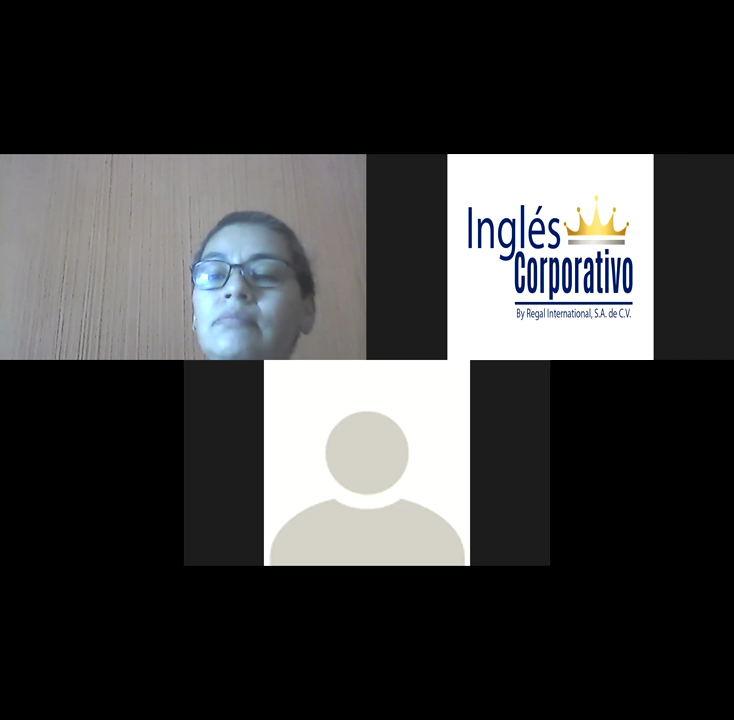 Inglés
Corporativo
By Regal International, S.A. de C.V.